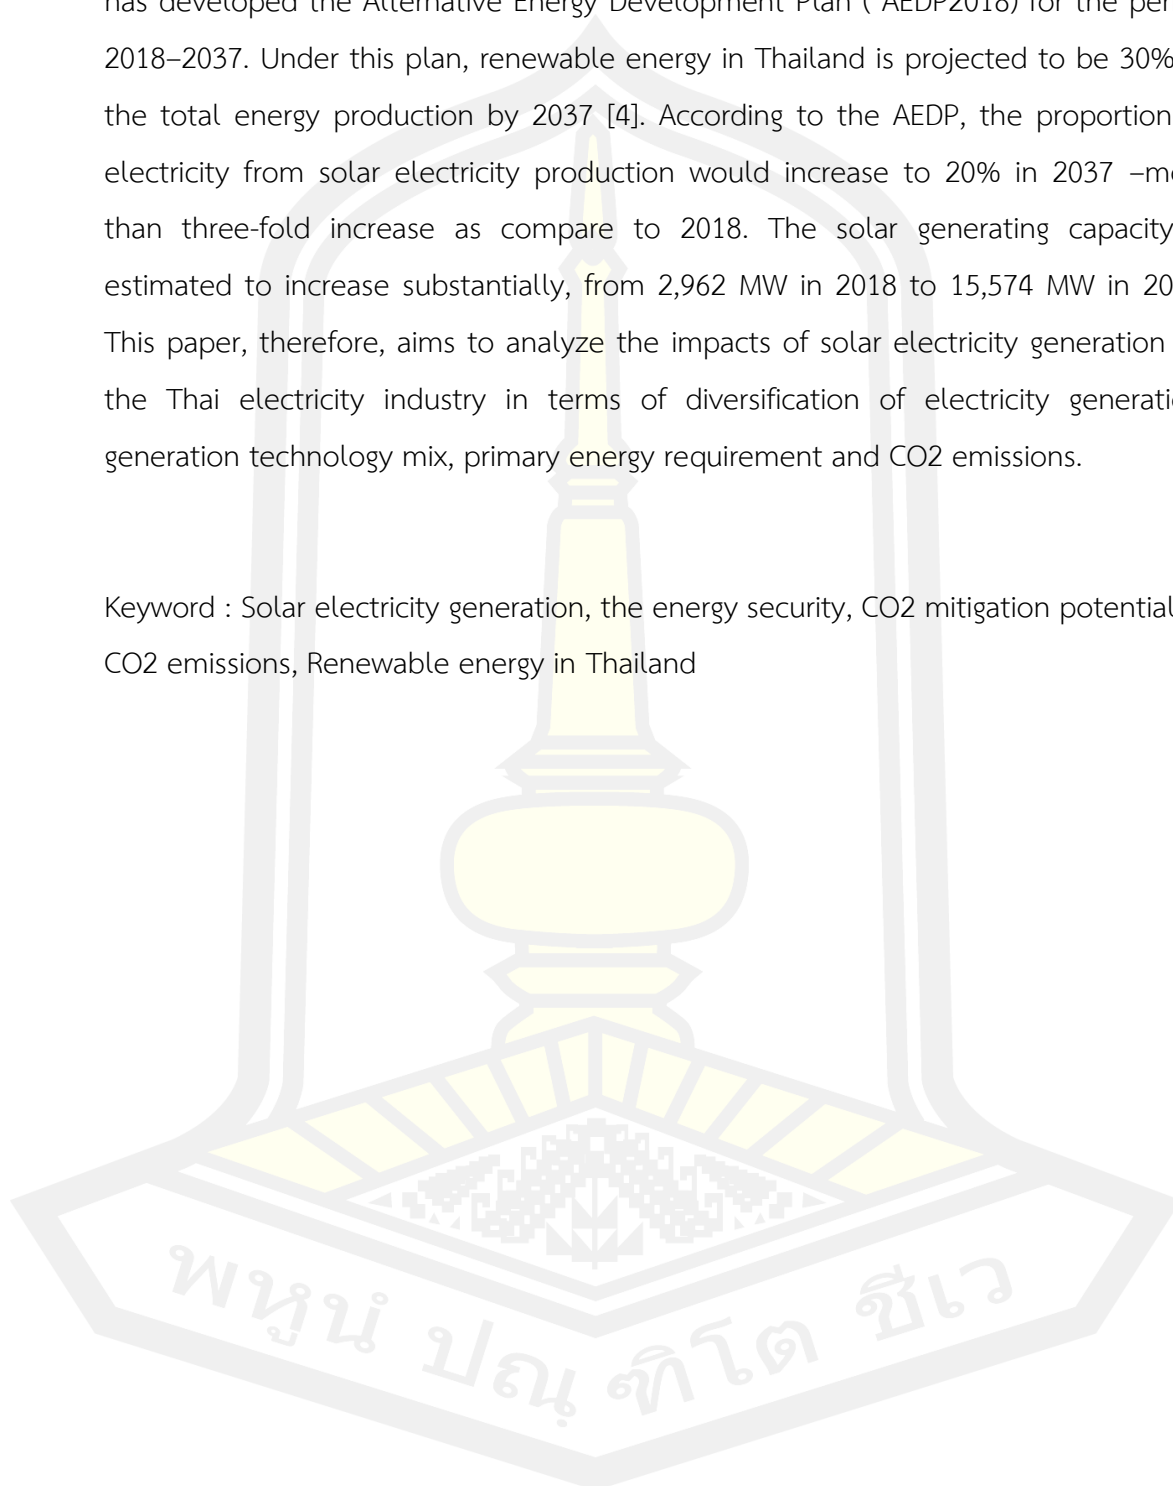 has developed the Alternative Energy Development Plan ( AEDP2018) for the
2018–2037. Under this plan, renewable energy in Thailand is projected to be 30%
the total energy production by 2037 [4]. According to the AEDP, the proportion
electricity from solar electricity production would increase to 20% in 2037
than three-fold increase as compare to 2018. The solar generating capacity
estimated to increase substantially, from 2,962 MW in 2018 to 15,574 MW in
This paper, therefore, aims to analyze the impacts of solar electricity generation
the Thai electricity industry in terms of diversification of electricity
generation technology mix, primary energy requirement and CO2 emissions.
Keyword : Solar electricity generation, the energy security, CO2 mitigation potential
CO2 emissions, Renewable energy in Thailand
พหูนํ ปณฺฑิโต ชีเว